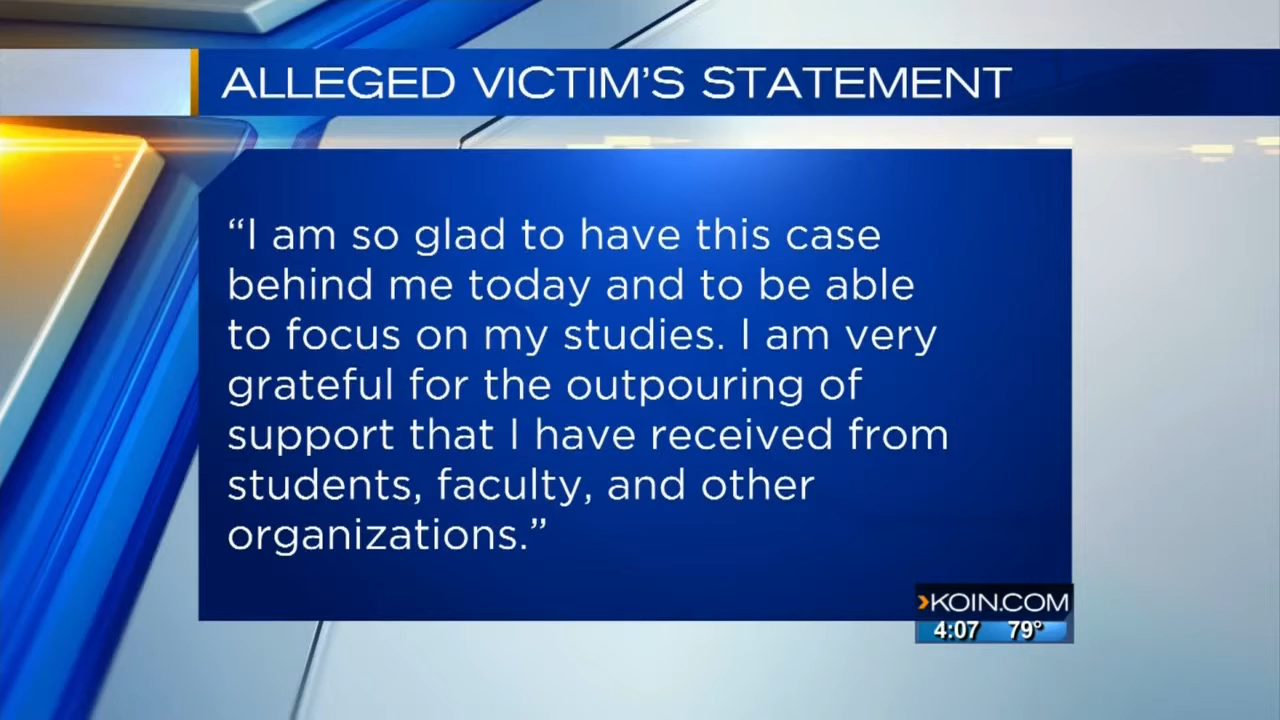 ALLEGED VICTIM'S STATEMENT
“I am so glad to have this case
behind me today and to be able
to focus on my studies. I am very
grateful for the outpouring of
support that I have received from
students, faculty, and other
organizations.”
KOIN.COM
4:07 79°